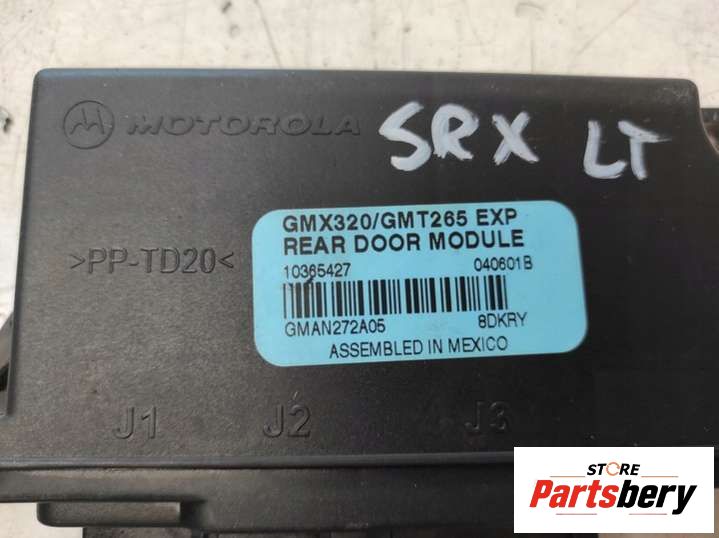 MOTOROLA
SRX LT
>PP-TD20<
GMX320/GMT265 EXP
REAR DOOR MODULE
10365427 040601B
GMAN272A05 8DKRY
ASSEMBLED IN MEXICO
J1 J2 J3
STORE
Partsbery